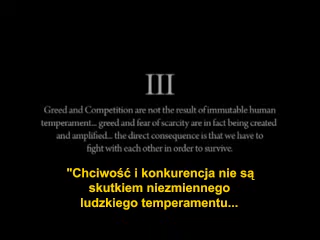 III
Greed and Competition are not the result of immutable human
temperament... greed and fear of scarcity are in fact being created
and amplified... the direct consequence is that we have to
fight with each other in order to survive.
"Chciwość i konkurencja nie są
skutkiem niezmiennego
ludzkiego temperamentu...